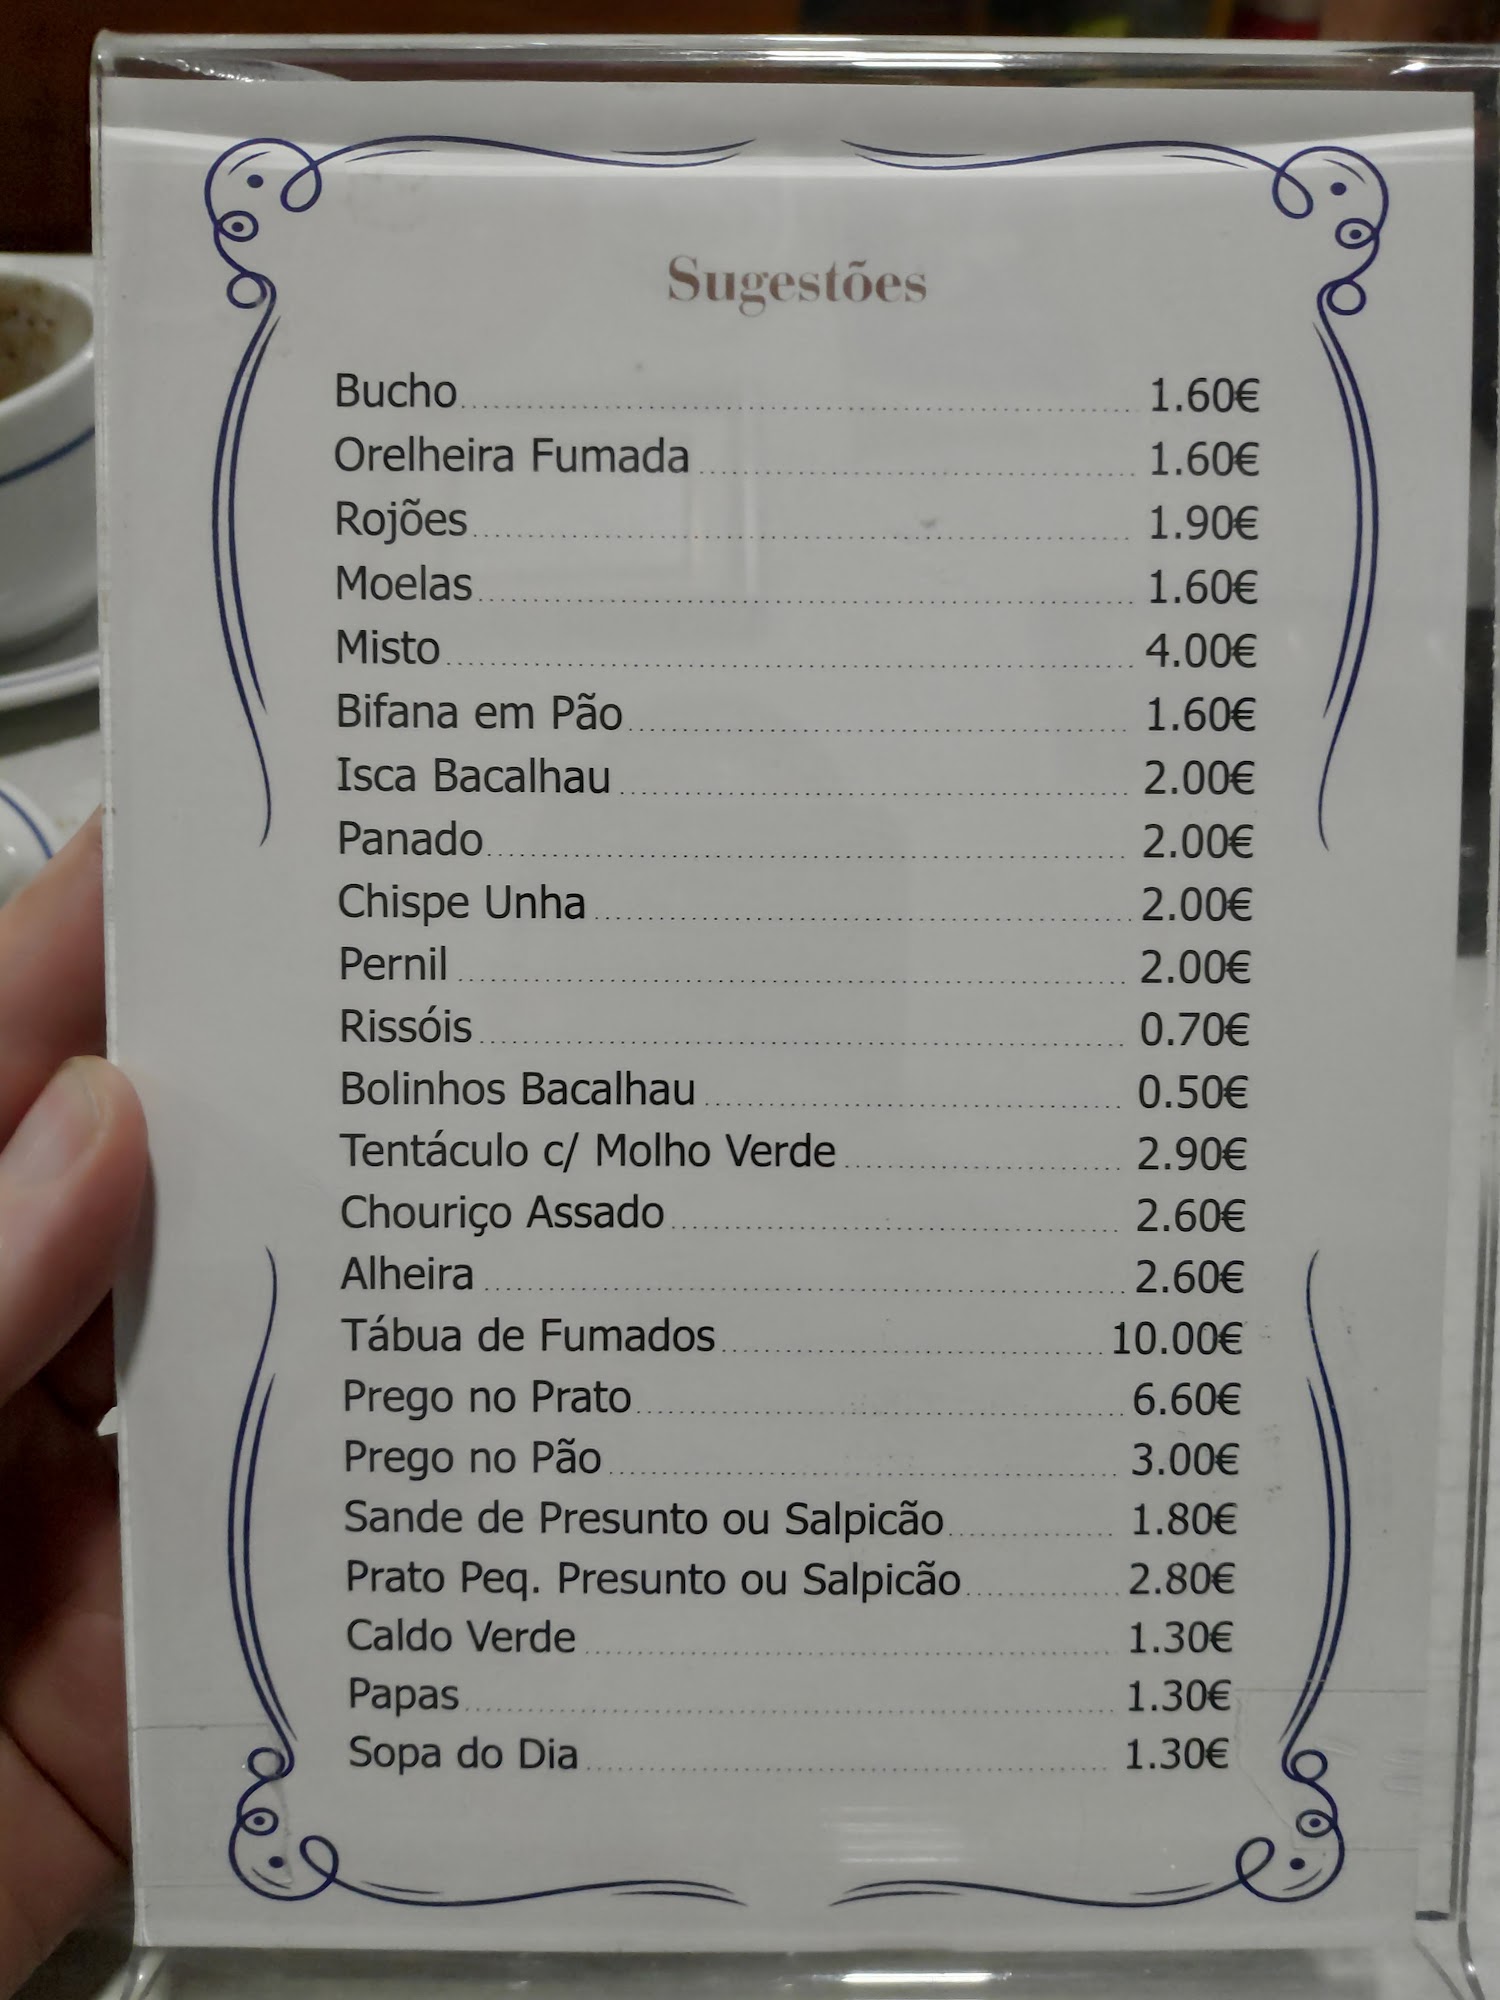 Sugestões
Bucho 1.60€
Orelheira Fumada 1.60€
Rojões 1.90€
Moelas 1.60€
Misto 4.00€
Bifana em Pão 1.60€
Isca Bacalhau 2.00€
Panado 2.00€
Chispe Unha 2.00€
Pernil 2.00€
Rissóis 0.70€
Bolinhos Bacalhau 0.50€
Tentáculo c/ Molho Verde 2.90€
Chouriço Assado 2.60€
Alheira 2.60€
Tábua de Fumados 10.00€
Prego no Prato 6.60€
Prego no Pão 3.00€
Sande de Presunto ou Salpicão 1.80€
Prato Peq. Presunto ou Salpicão 2.80€
Caldo Verde 1.30€
Papas 1.30€
Sopa do Dia 1.30€